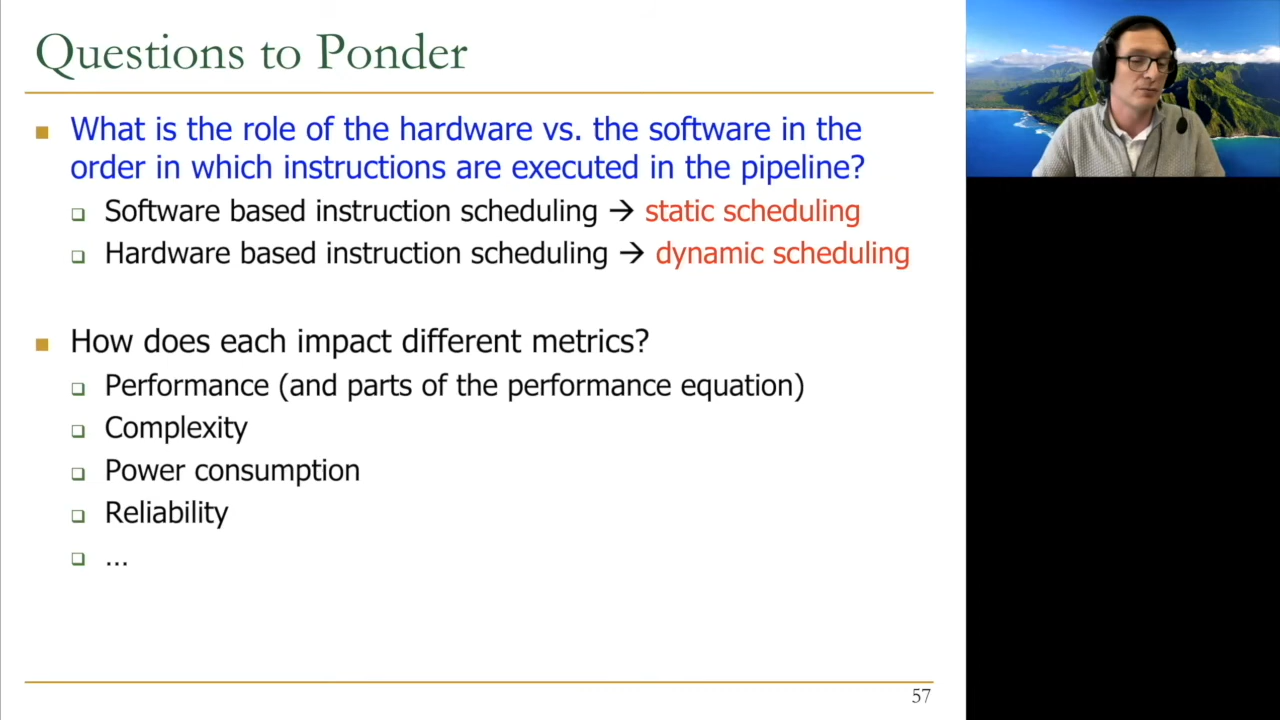 Questions to Ponder
What is the role of the hardware vs. the software in the
order in which instructions are executed in the pipeline?
Software based instruction scheduling → static scheduling
Hardware based instruction scheduling → dynamic scheduling
How does each impact different metrics?
Performance (and parts of the performance equation)
Complexity
Power consumption
Reliability
...
57